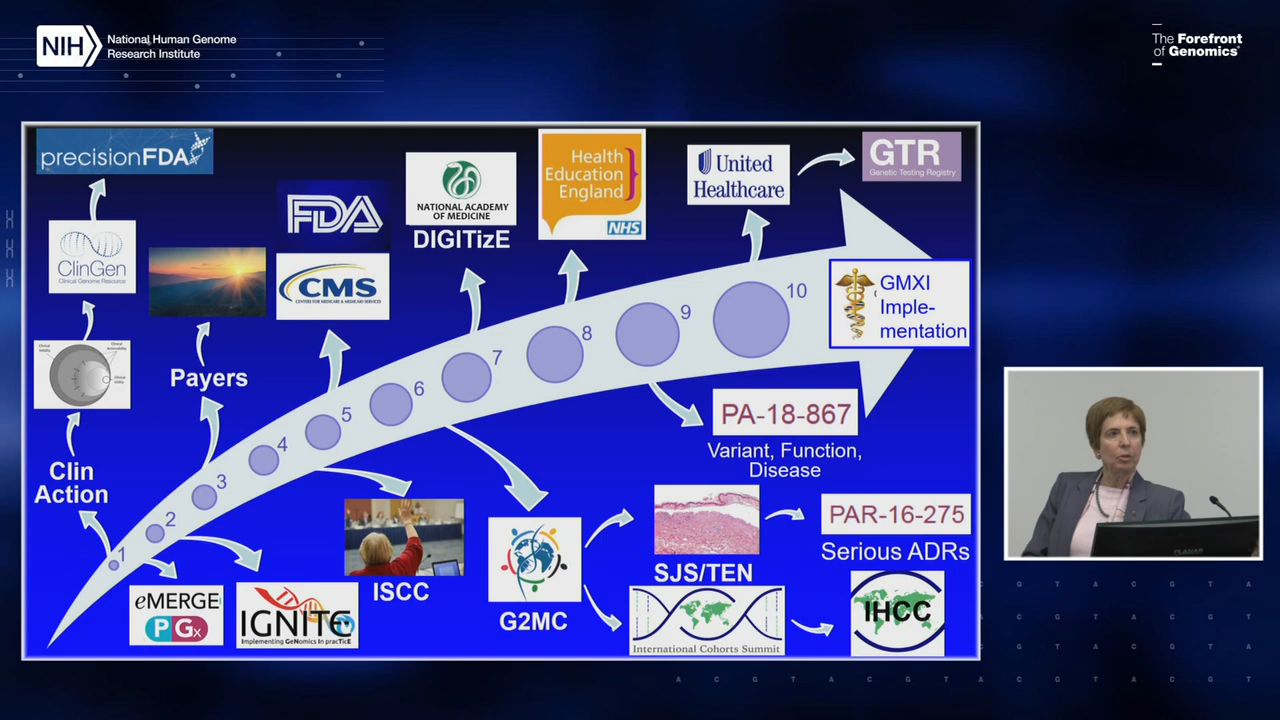 NIH
National Human Genome
Research Institute
The Forefront
of Genomics®
precisionFDA
ClinGen
Clinical Genome Resource
Clin
Action
Payers
FDA
CMS
CENTERS FOR MEDICARE & MEDICAID SERVICES
NATIONAL ACADEMY
OF MEDICINE
DIGITizE
Health
Education
England
NHS
United
Healthcare
GTR
Genetic Testing Registry
1
2
3
4
5
6
7
8
9
10
GMXI
Imple-
mentation
PA-18-867
Variant, Function,
Disease
eMERGE
PGx
IGNITE
Implementing GeNomics In pracTicE
ISCC
G2MC
SJS/TEN
PAR-16-275
Serious ADRs
International Cohorts Summit
IHCC
C G T A C G T A
C G T A C G T A
C G T A C G T A
A C G T A C G T A C G T A C G T